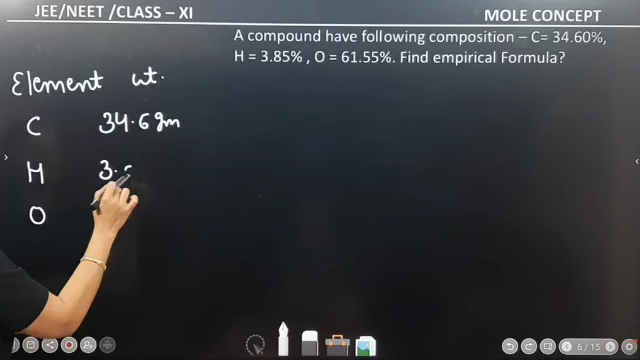 JEE/NEET /CLASS – XI
MOLE CONCEPT
A compound have following composition – C= 34.60%,
H = 3.85% , O = 61.55%. Find empirical Formula?
Element wt.
C 34.6 gm
H 3.
O
6 / 15